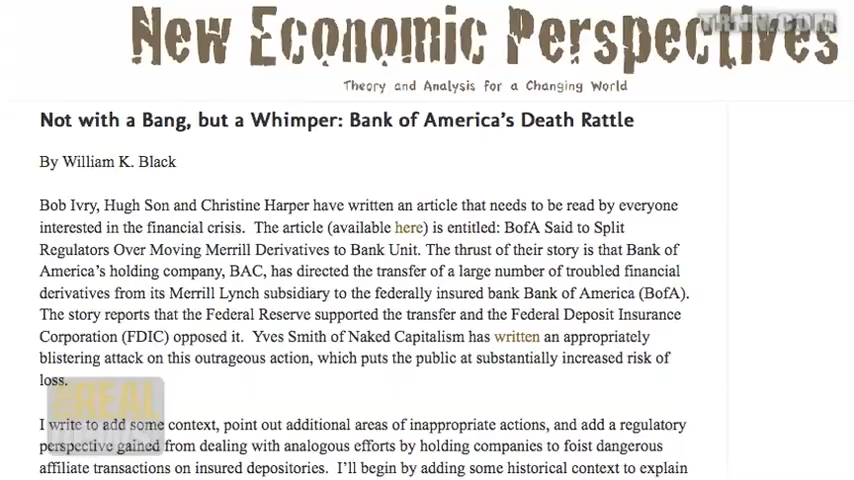 TRNN.COM
New Economic Perspectives
Theory and Analysis for a Changing World
Not with a Bang, but a Whimper: Bank of America's Death Rattle
By William K. Black
Bob Ivry, Hugh Son and Christine Harper have written an article that needs to be read by everyone
interested in the financial crisis.  The article (available here) is entitled: BofA Said to Split
Regulators Over Moving Merrill Derivatives to Bank Unit. The thrust of their story is that Bank of
America's holding company, BAC, has directed the transfer of a large number of troubled financial
derivatives from its Merrill Lynch subsidiary to the federally insured bank Bank of America (BofA).
The story reports that the Federal Reserve supported the transfer and the Federal Deposit Insurance
Corporation (FDIC) opposed it.  Yves Smith of Naked Capitalism has written an appropriately
blistering attack on this outrageous action, which puts the public at substantially increased risk of
loss.
THE REAL NEWS
I write to add some context, point out additional areas of inappropriate actions, and add a regulatory
perspective gained from dealing with analogous efforts by holding companies to foist dangerous
affiliate transactions on insured depositories.  I'll begin by adding some historical context to explain